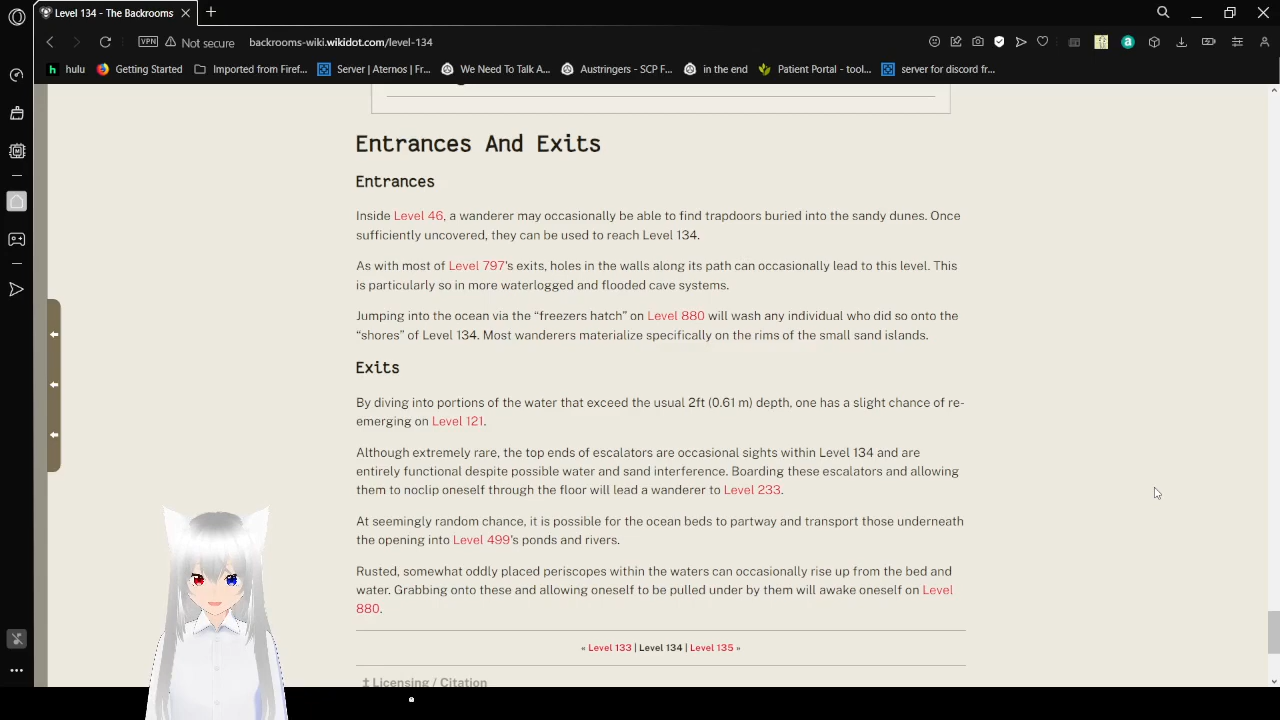 Level 134 - The Backrooms
VPN Not secure backrooms-wiki.wikidot.com/level-134
hulu Getting Started Imported from Firef... Server | Aternos | Fr... We Need To Talk A... Austringers - SCP F... in the end Patient Portal - tool... server for discord fr...
Entrances And Exits
Entrances
Inside Level 46, a wanderer may occasionally be able to find trapdoors buried into the sandy dunes. Once
sufficiently uncovered, they can be used to reach Level 134.
As with most of Level 797's exits, holes in the walls along its path can occasionally lead to this level. This
is particularly so in more waterlogged and flooded cave systems.
Jumping into the ocean via the “freezers hatch” on Level 880 will wash any individual who did so onto the
“shores” of Level 134. Most wanderers materialize specifically on the rims of the small sand islands.
Exits
By diving into portions of the water that exceed the usual 2ft (0.61 m) depth, one has a slight chance of re-
emerging on Level 121.
Although extremely rare, the top ends of escalators are occasional sights within Level 134 and are
entirely functional despite possible water and sand interference. Boarding these escalators and allowing
them to noclip oneself through the floor will lead a wanderer to Level 233.
At seemingly random chance, it is possible for the ocean beds to partway and transport those underneath
the opening into Level 499's ponds and rivers.
Rusted, somewhat oddly placed periscopes within the waters can occasionally rise up from the bed and
water. Grabbing onto these and allowing oneself to be pulled under by them will awake oneself on Level
880.
« Level 133 | Level 134 | Level 135 »
‡ Licensing / Citation